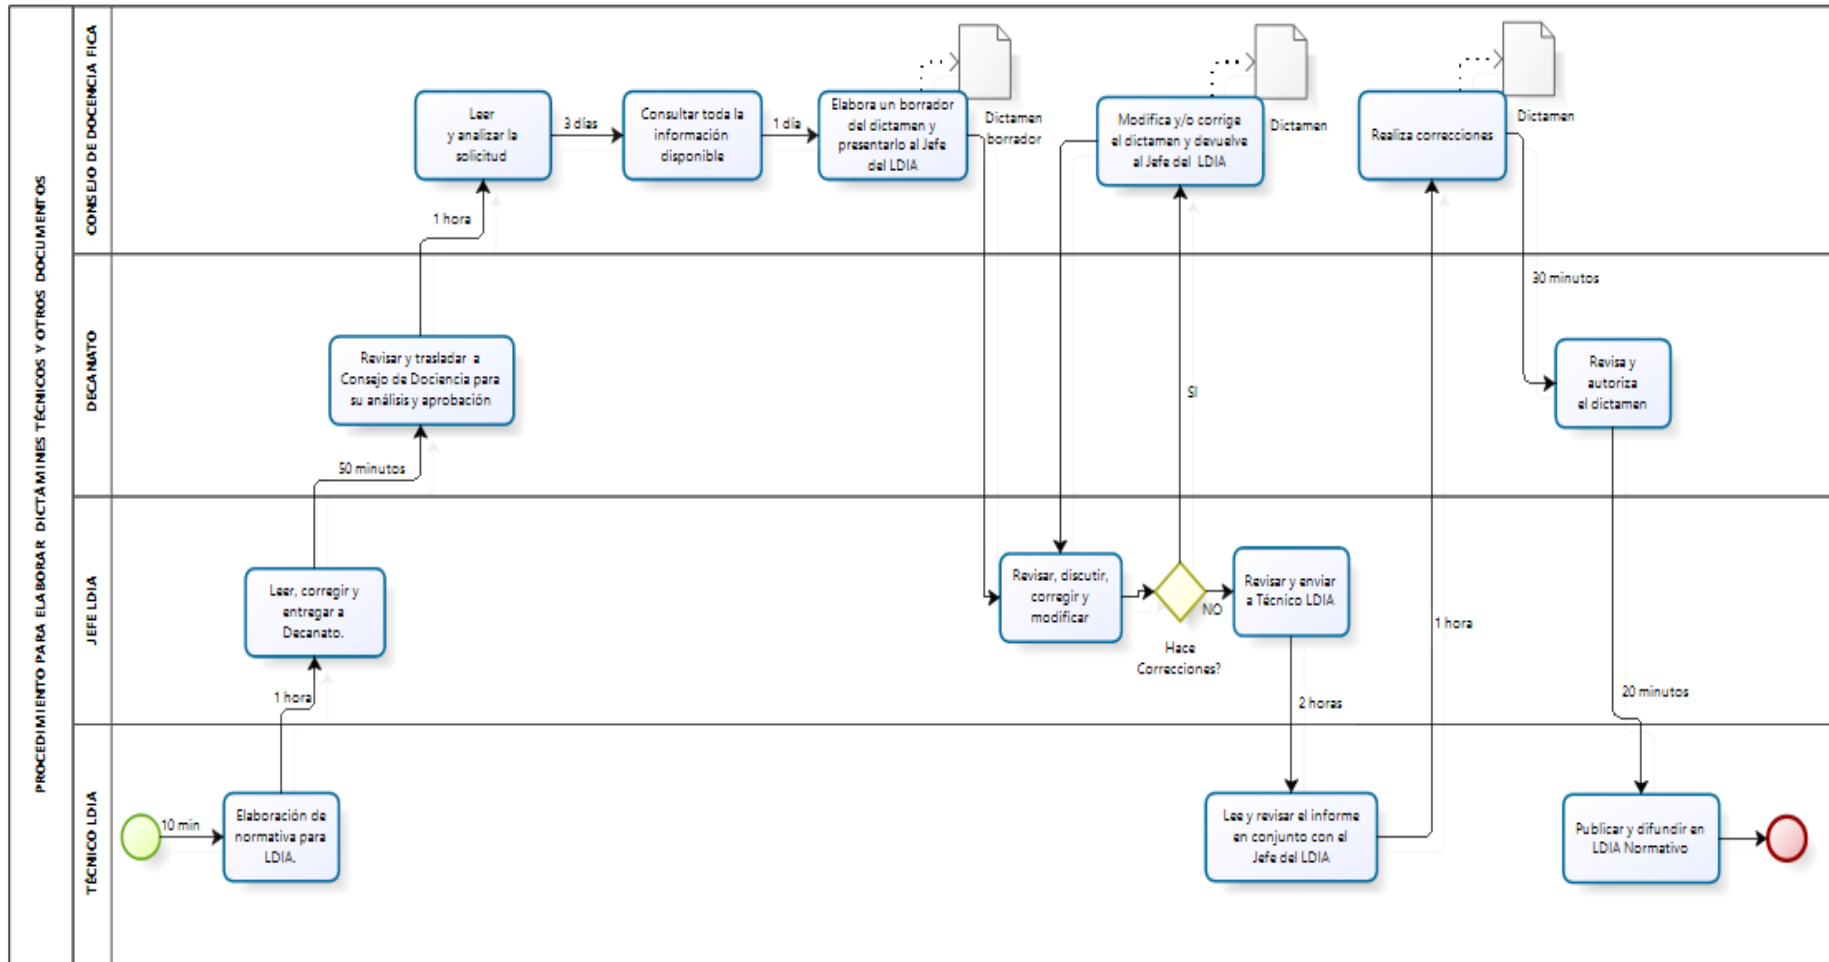 PROCEDIMIENTO PARA ELABORAR DICTÁMINES TÉCNICOS Y OTROS DOCUMENTOS
CONSEJO DE DOCENCIA FICA
Leer
y analizar la
solicitud
3 días
Consultar toda la
información
disponible
1 día
Elabora un borrador
del dictamen y
presentarlo al Jefe
del LDIA
Dictamen
borrador
Modifica y/o corrige
el dictamen y devuelve
al Jefe del LDIA
Dictamen
Realiza correcciones
Dictamen
1 hora
30 minutos
DECANATO
Revisar y trasladar a
Consejo de Dociencia para
su análisis y aprobación
SI
Revisa y
autoriza
el dictamen
50 minutos
JEFE LDIA
Leer, corregir y
entregar a
Decanato.
Revisar, discutir,
corregir y
modificar
Hace
Correcciones?
NO
Revisar y enviar
a Técnico LDIA
1 hora
1 hora
2 horas
20 minutos
TÉCNICO LDIA
10 min
Elaboración de
normativa para
LDIA.
Lee y revisar el informe
en conjunto con el
Jefe del LDIA
Publicar y difundir en
LDIA Normativo